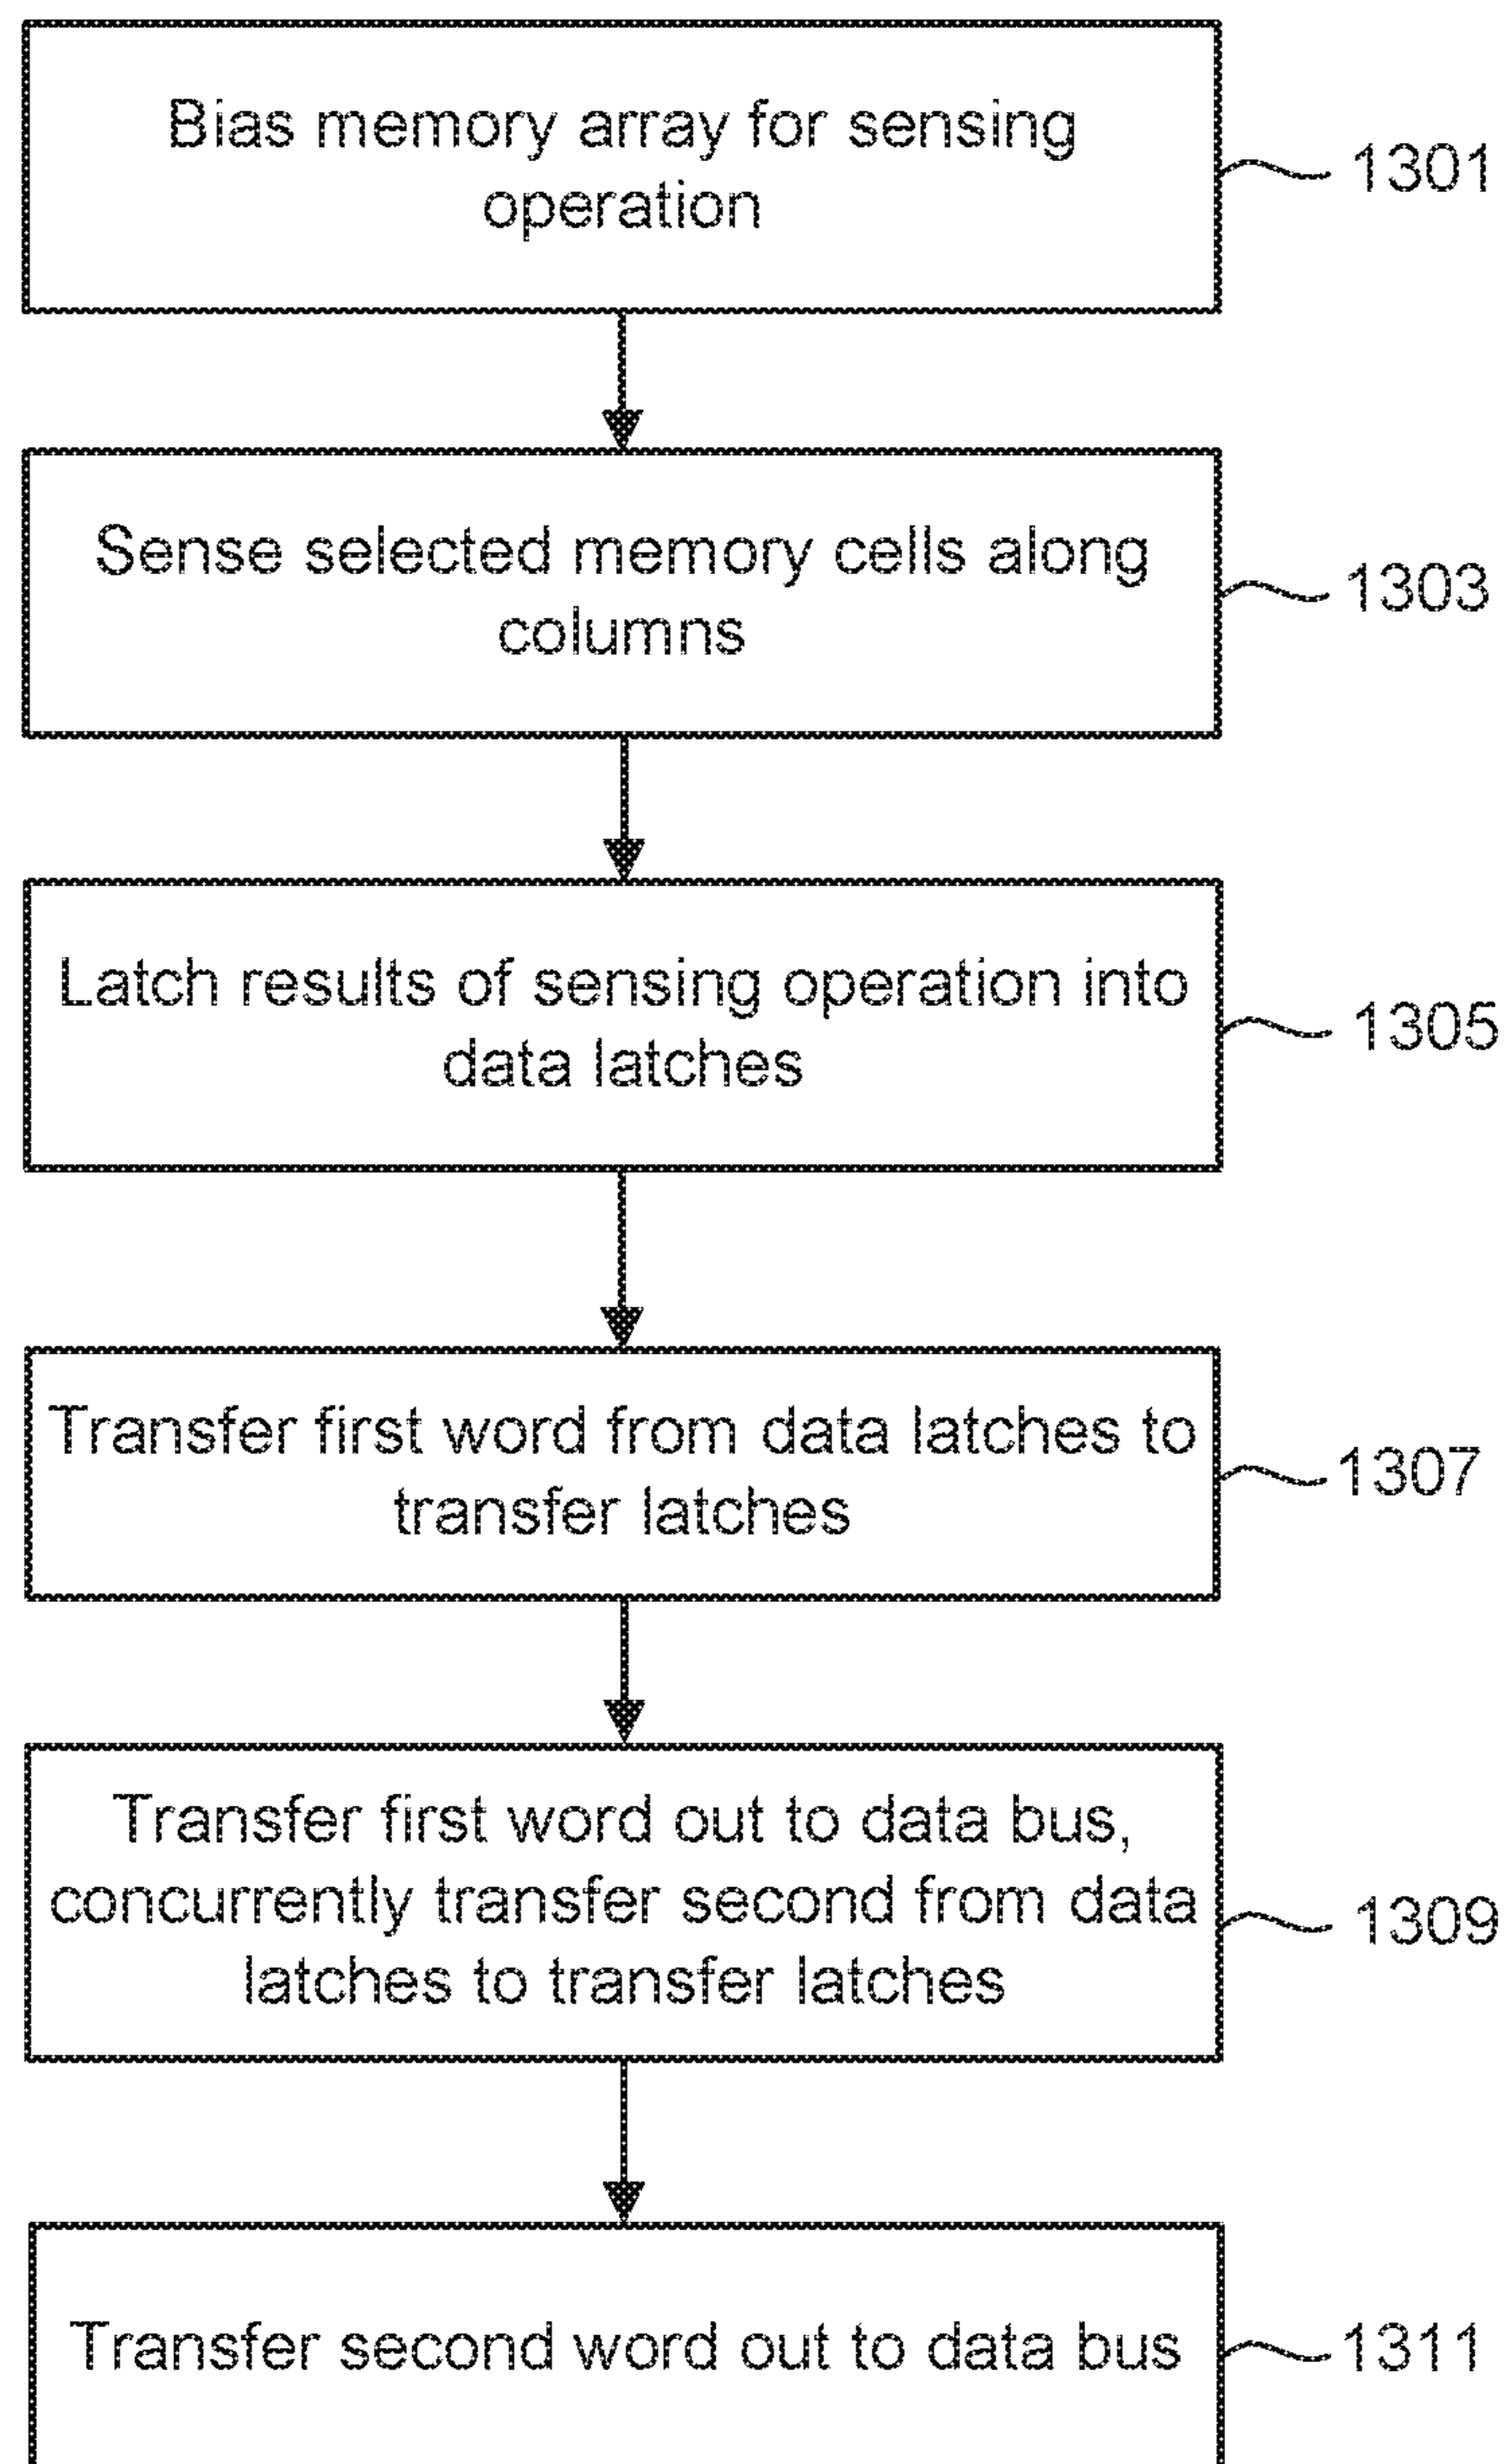 Bias memory array for sensing
operation
1301
Sense selected memory cells along
columns
1303
Latch results of sensing operation into
data latches
1305
Transfer first word from data latches to
transfer latches
1307
Transfer first word out to data bus,
concurrently transfer second from data
latches to transfer latches
1309
Transfer second word out to data bus
1311